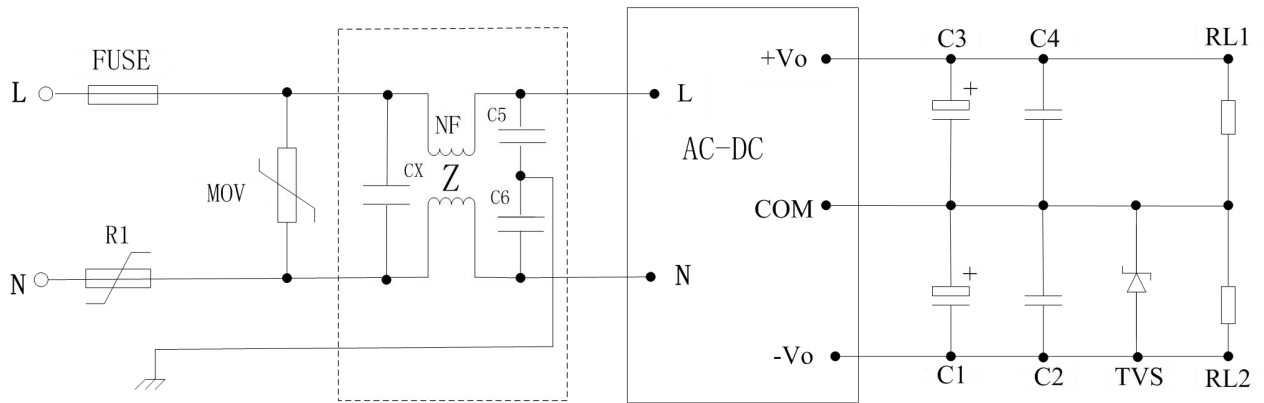 C3
C4
RL1
+Vo
FUSE
L
L
C5
NF
AC-DC
CX
Z
MOV
C6
COM
R1
N
N
-Vo
C1
C2
TVS
RL2
+
+